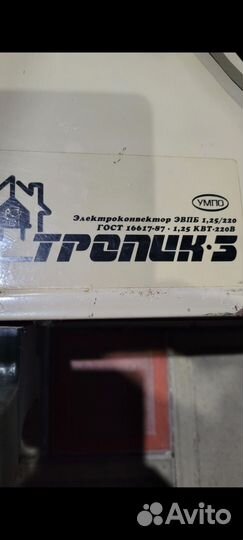 УМПО
Электроконвектор ЭВПБ 1,25/220
ГОСТ 16617-87 · 1,25 КВТ-220В
ТРОПИК·3
Avito